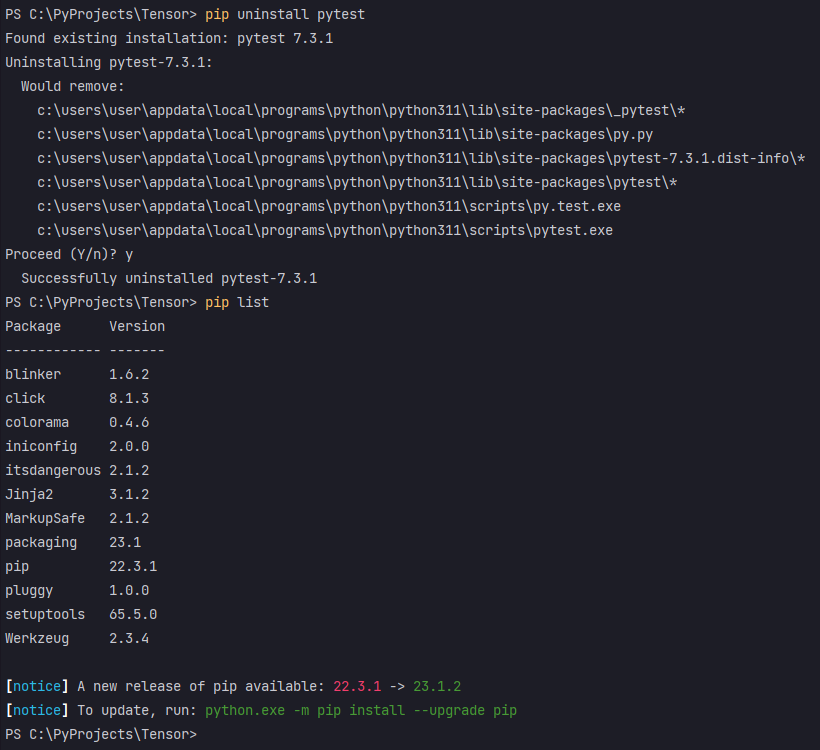 PS C:\PyProjects\Tensor> pip uninstall pytest
Found existing installation: pytest 7.3.1
Uninstalling pytest-7.3.1:
  Would remove:
    c:\users\user\appdata\local\programs\python\python311\lib\site-packages\_pytest\*
    c:\users\user\appdata\local\programs\python\python311\lib\site-packages\py.py
    c:\users\user\appdata\local\programs\python\python311\lib\site-packages\pytest-7.3.1.dist-info\*
    c:\users\user\appdata\local\programs\python\python311\lib\site-packages\pytest\*
    c:\users\user\appdata\local\programs\python\python311\scripts\py.test.exe
    c:\users\user\appdata\local\programs\python\python311\scripts\pytest.exe
Proceed (Y/n)? y
  Successfully uninstalled pytest-7.3.1
PS C:\PyProjects\Tensor> pip list
Package      Version
------------ -------
blinker      1.6.2
click        8.1.3
colorama     0.4.6
iniconfig    2.0.0
itsdangerous 2.1.2
Jinja2       3.1.2
MarkupSafe   2.1.2
packaging    23.1
pip          22.3.1
pluggy       1.0.0
setuptools   65.5.0
Werkzeug     2.3.4

[notice] A new release of pip available: 22.3.1 -> 23.1.2
[notice] To update, run: python.exe -m pip install --upgrade pip
PS C:\PyProjects\Tensor>